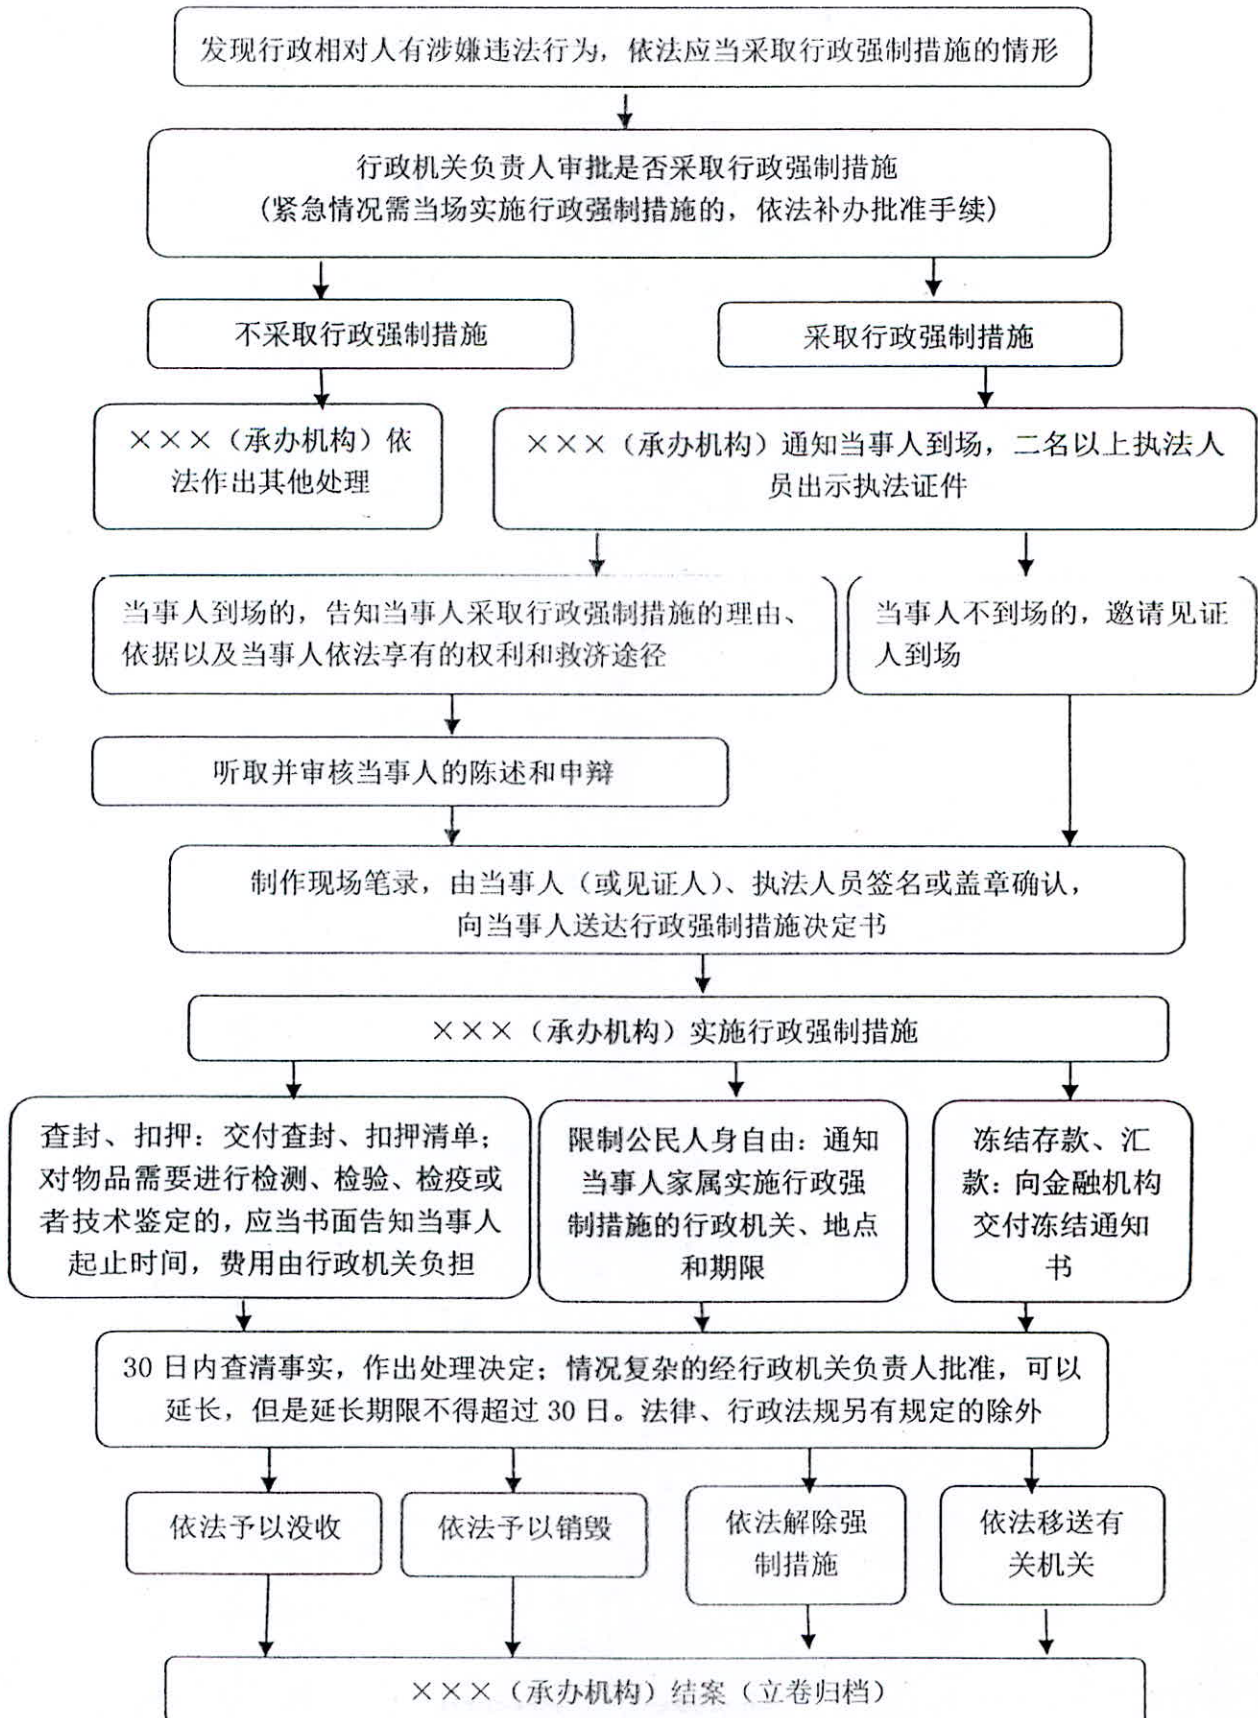 发现行政相对人有涉嫌违法行为，依法应当采取行政强制措施的情形
行政机关负责人审批是否采取行政强制措施
(紧急情况需当场实施行政强制措施的，依法补办批准手续)
不采取行政强制措施
采取行政强制措施
×××（承办机构）依
法作出其他处理
×××（承办机构）通知当事人到场，二名以上执法人
员出示执法证件
当事人到场的，告知当事人采取行政强制措施的理由、
依据以及当事人依法享有的权利和救济途径
当事人不到场的，邀请见证
人到场
听取并审核当事人的陈述和申辩
制作现场笔录，由当事人（或见证人）、执法人员签名或盖章确认，
向当事人送达行政强制措施决定书
×××（承办机构）实施行政强制措施
查封、扣押：交付查封、扣押清单；
对物品需要进行检测、检验、检疫或
者技术鉴定的，应当书面告知当事人
起止时间，费用由行政机关负担
限制公民人身自由：通知
当事人家属实施行政强
制措施的行政机关、地点
和期限
冻结存款、汇
款：向金融机构
交付冻结通知
书
30 日内查清事实，作出处理决定；情况复杂的经行政机关负责人批准，可以
延长，但是延长期限不得超过 30 日。法律、行政法规另有规定的除外
依法予以没收
依法予以销毁
依法解除强
制措施
依法移送有
关机关
×××（承办机构）结案（立卷归档）